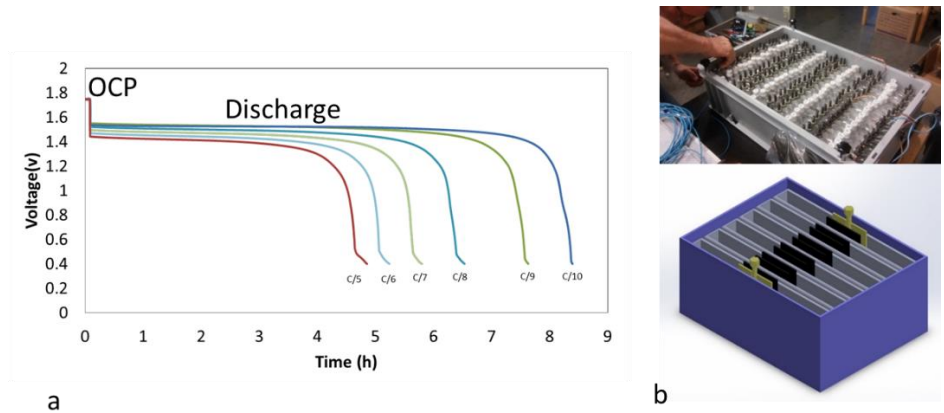 2
1.8
1.6
1.4
1.2
1
0.8
0.6
0.4
0.2
0
OCP
Discharge
Voltage(v)
C/5
C/6
C/7
C/8
C/9
C/10
0 1 2 3 4 5 6 7 8 9
Time (h)
a
b